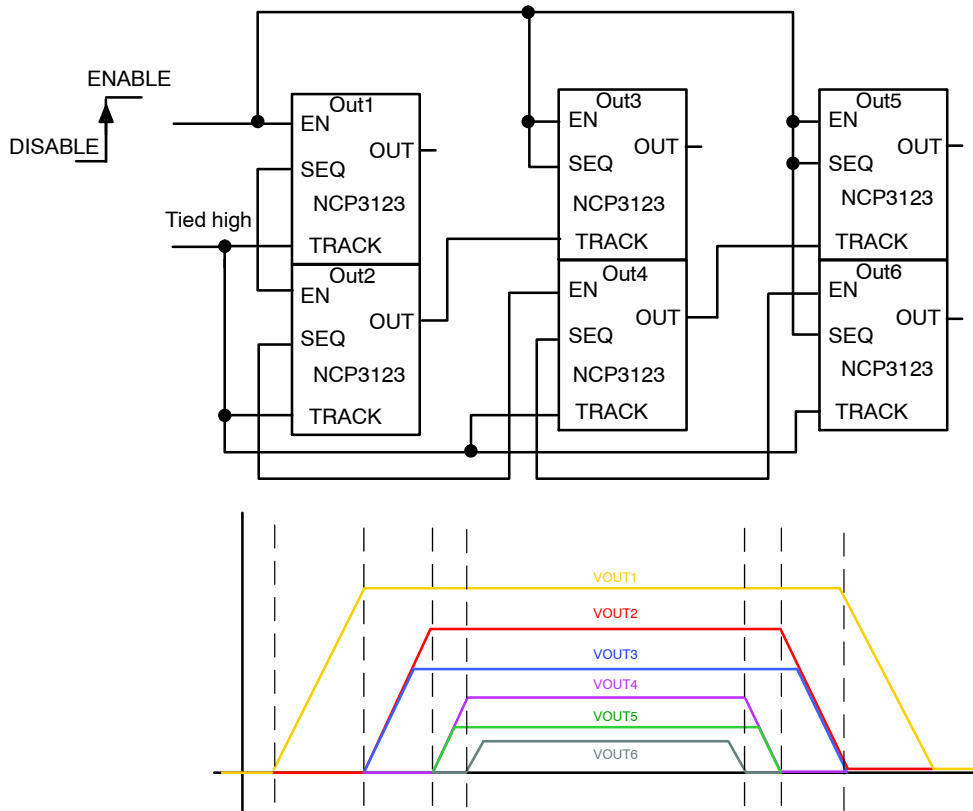 ENABLE
DISABLE
Tied high
Out1
EN
OUT
SEQ
NCP3123
TRACK
Out2
EN
OUT
SEQ
NCP3123
TRACK
Out3
EN
OUT
SEQ
NCP3123
TRACK
Out4
EN
OUT
SEQ
NCP3123
TRACK
Out5
EN
OUT
SEQ
NCP3123
TRACK
Out6
EN
OUT
SEQ
NCP3123
TRACK
VOUT1
VOUT2
VOUT3
VOUT4
VOUT5
VOUT6